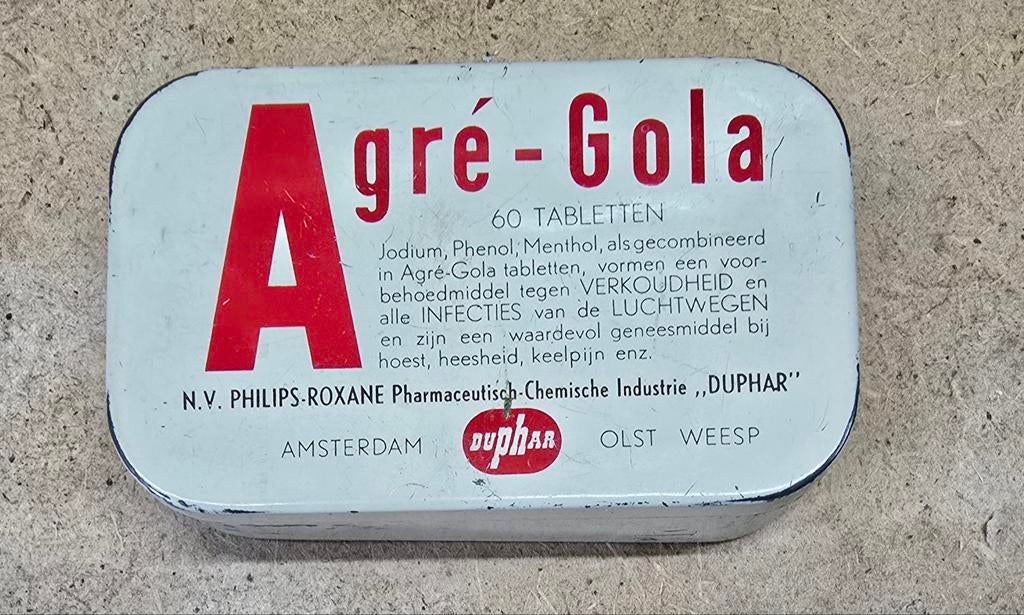 Agré-Gola
60 TABLETTEN
Jodium, Phenol, Menthol, als gecombineerd
in Agré-Gola tabletten, vormen een voor-
behoedmiddel tegen VERKOUDHEID en
alle INFECTIES van de LUCHTWEGEN
en zijn een waardevol geneesmiddel bij
hoest, heesheid, keelpijn enz.
N.V. PHILIPS-ROXANE Pharmaceutisch-Chemische Industrie „DUPHAR"
AMSTERDAM DUphAR OLST WEESP